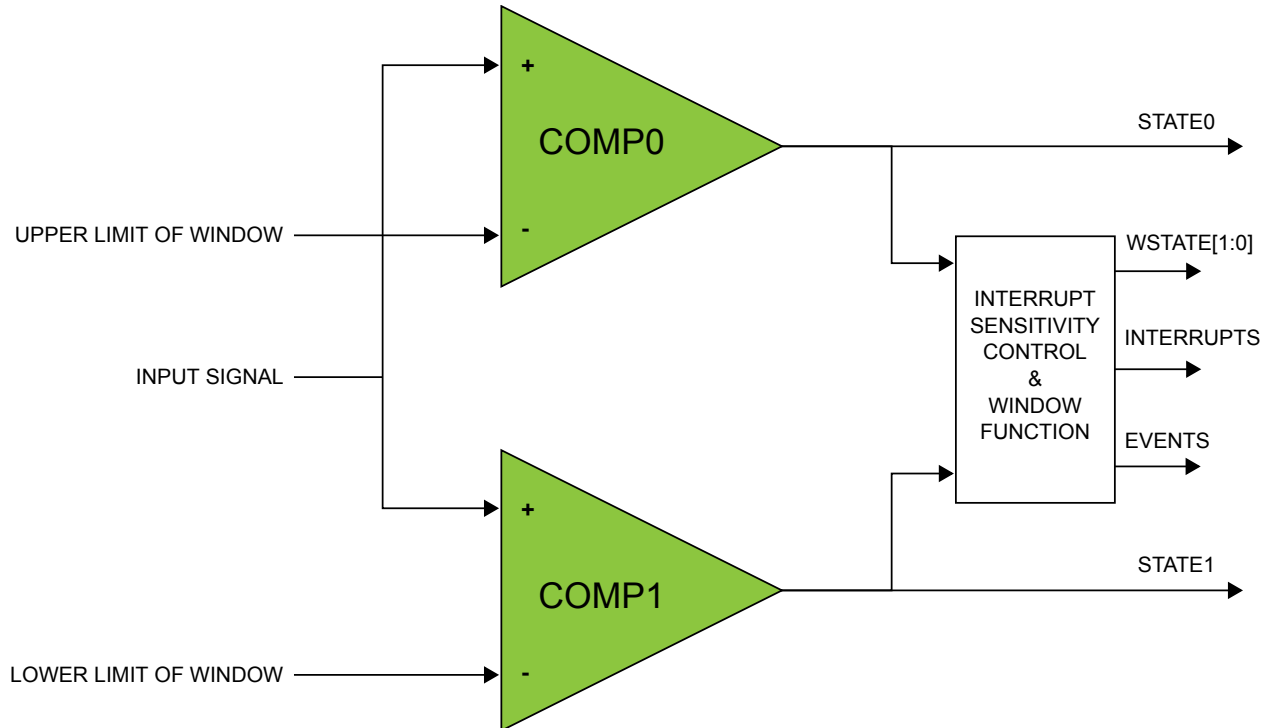 +
COMP0
-
STATE0
UPPER LIMIT OF WINDOW
INPUT SIGNAL
INTERRUPT
SENSITIVITY
CONTROL
&
WINDOW
FUNCTION
WSTATE[1:0]
INTERRUPTS
EVENTS
+
COMP1
-
STATE1
LOWER LIMIT OF WINDOW